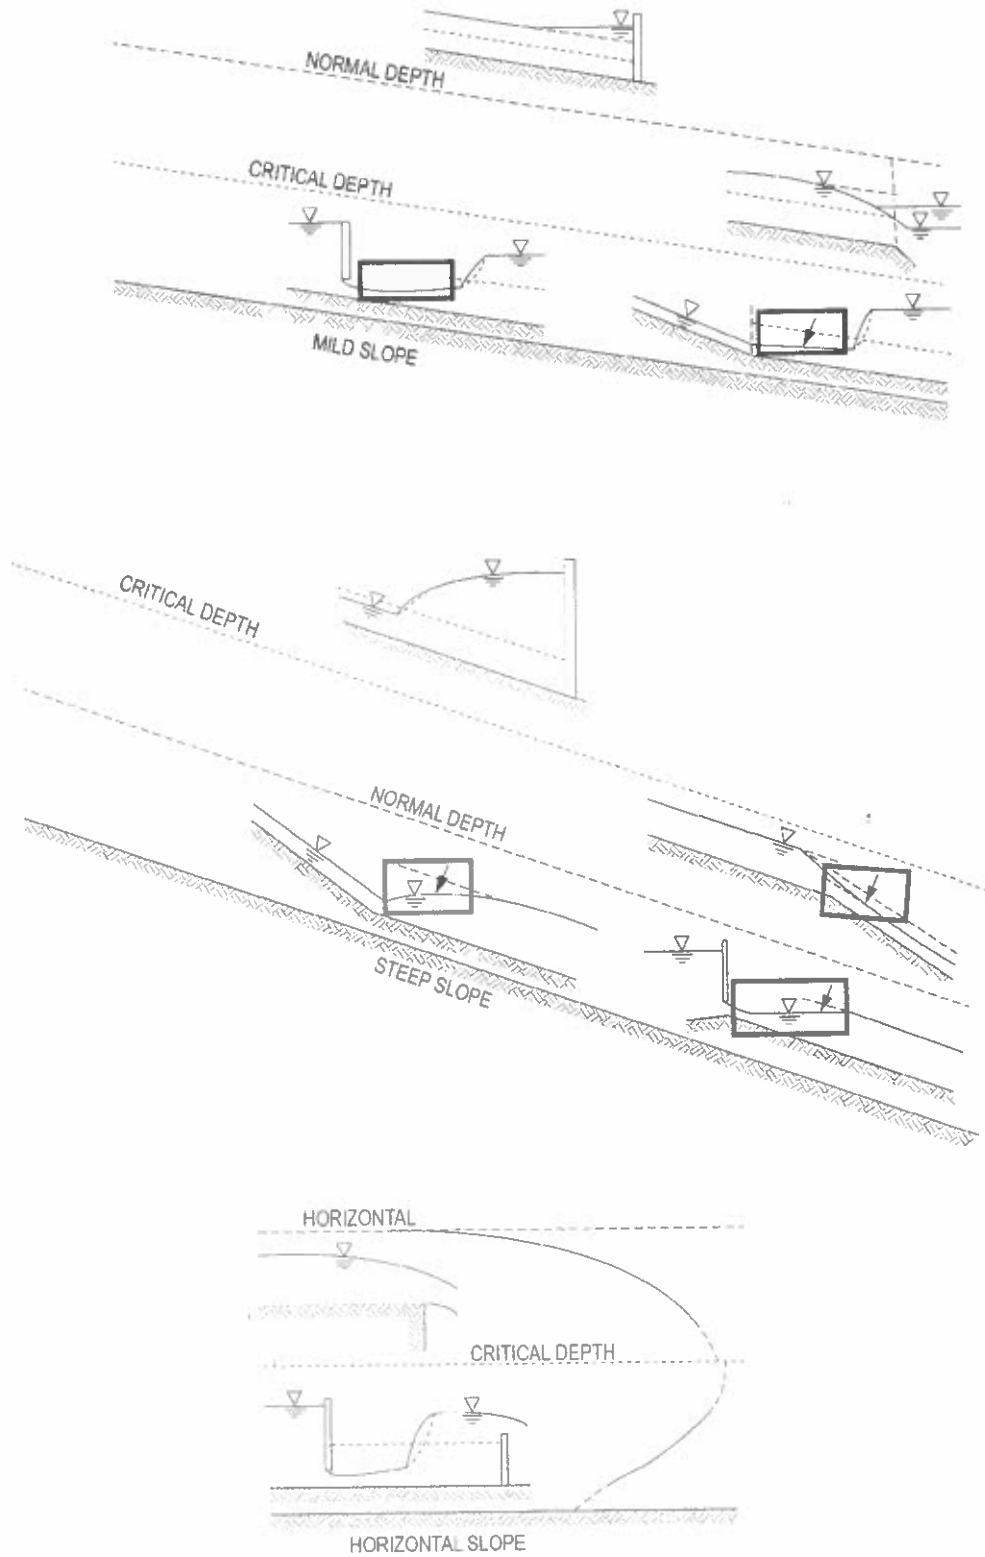 NORMAL DEPTH
CRITICAL DEPTH
MILD SLOPE
CRITICAL DEPTH
NORMAL DEPTH
STEEP SLOPE
HORIZONTAL
CRITICAL DEPTH
HORIZONTAL SLOPE